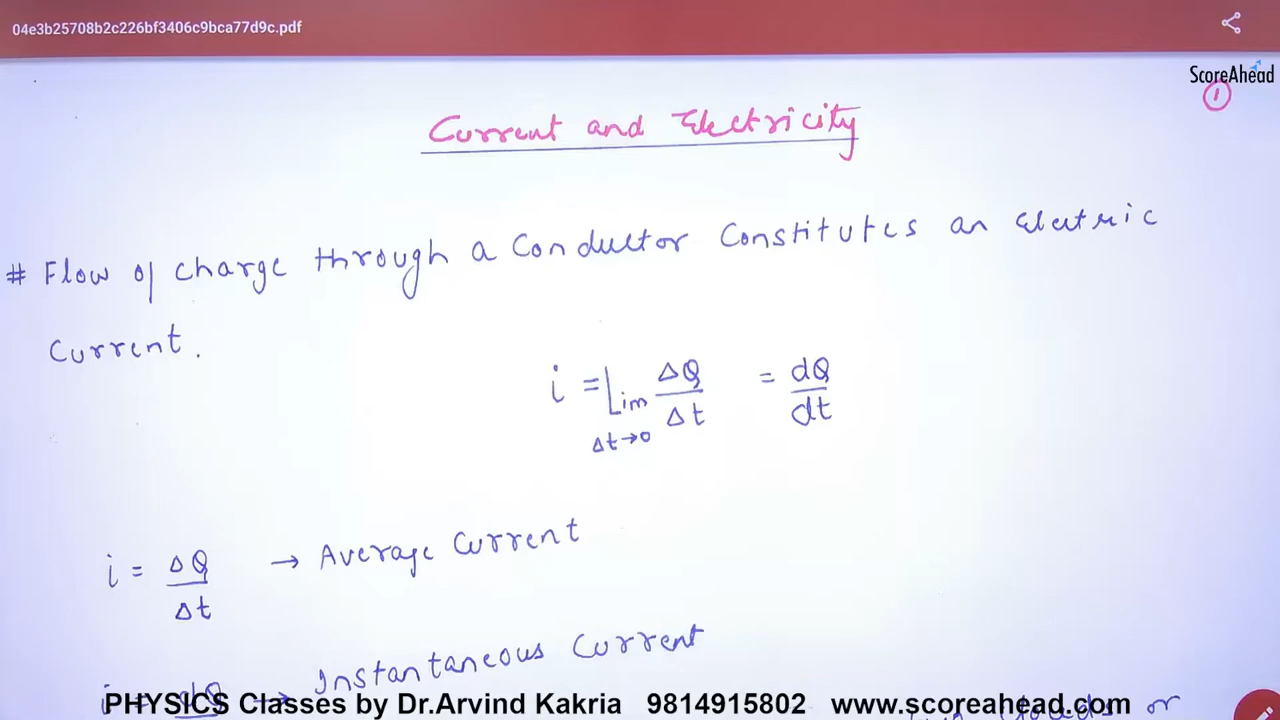 04e3b25708b2c226bf3406c9bca77d9c.pdf
ScoreAhead
1
Current and Electricity
# Flow of charge through a Conductor Constitutes an Electric
Current.
i = Lim ΔQ/Δt = dQ/dt
Δt→0
i = ΔQ/Δt → Average Current
→ Instantaneous Current
or
PHYSICS Classes by Dr.Arvind Kakria 9814915802 www.scoreahead.com